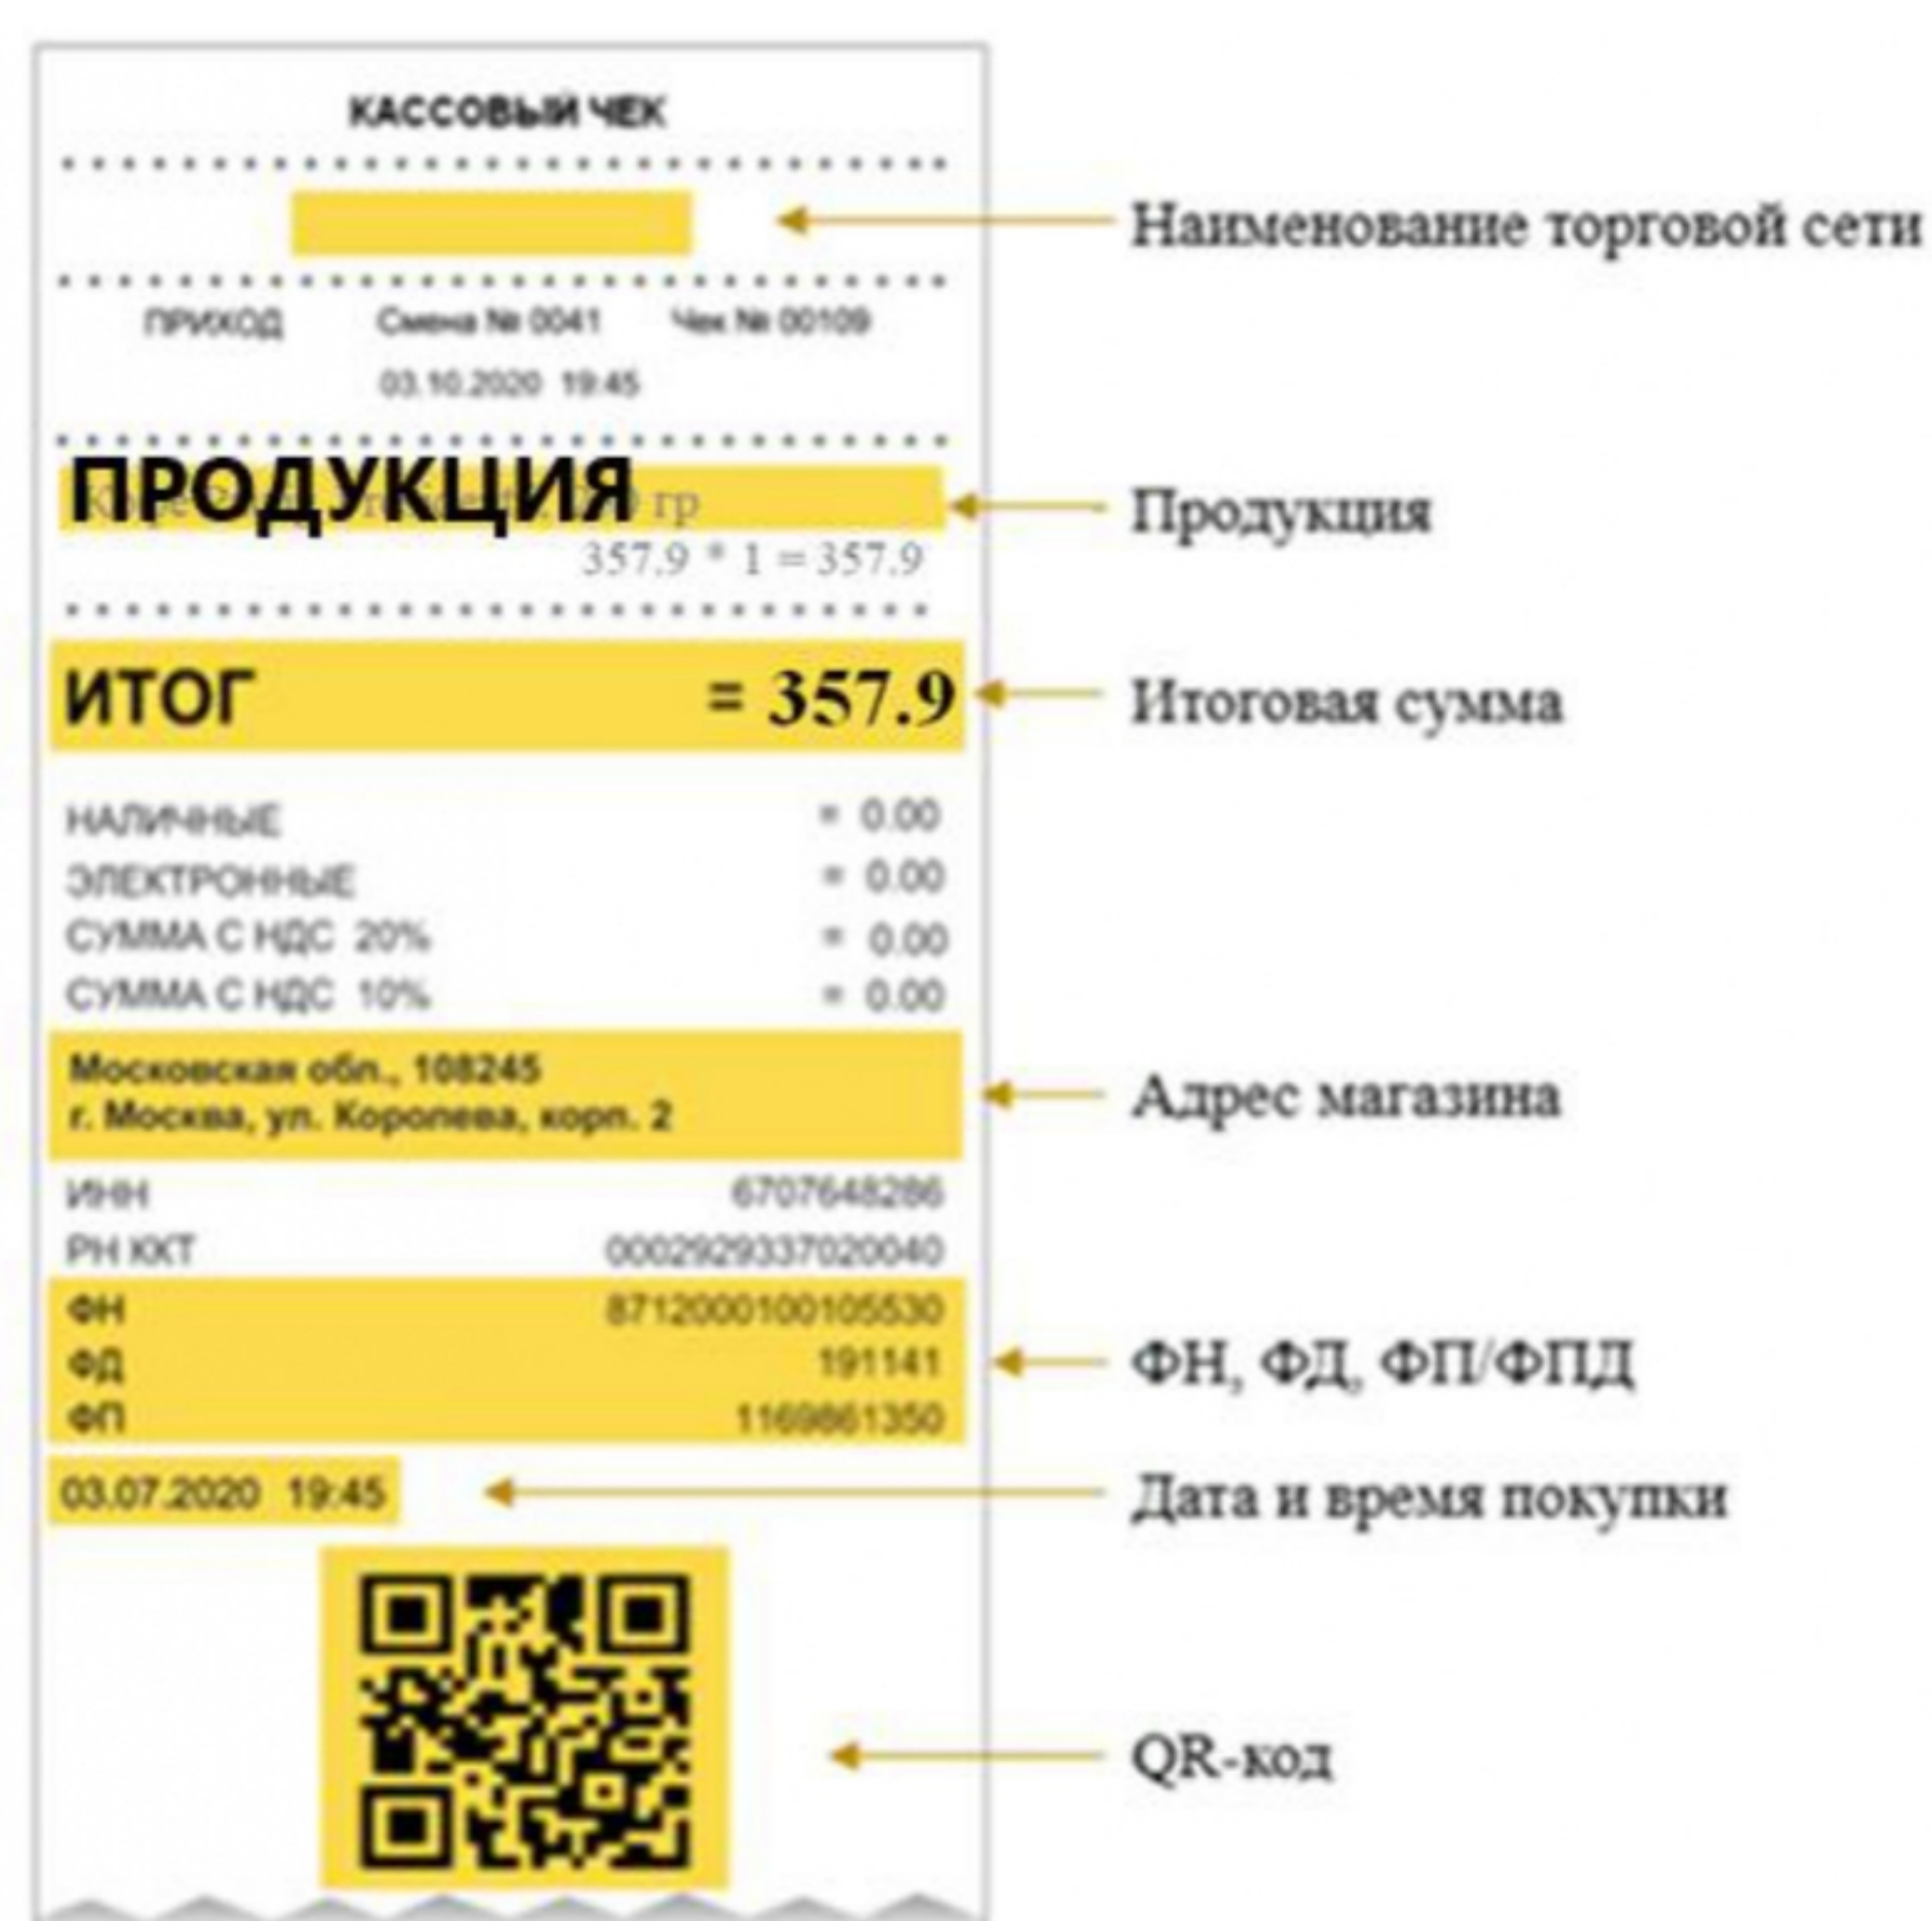 КАССОВЫЙ ЧЕК
Наименование торговой сети
ПРИХОД Смена № 0041 Чек № 00109
03.10.2020 19:45
ПРОДУКЦИЯ гр
Продукция
357.9 * 1 = 357.9
ИТОГ = 357.9
Итоговая сумма
НАЛИЧНЫЕ = 0.00
ЭЛЕКТРОННЫЕ = 0.00
СУММА С НДС 20% = 0.00
СУММА С НДС 10% = 0.00
Московская обл., 108245
г. Москва, ул. Королева, корп. 2
Адрес магазина
ИНН 6707648286
РН ККТ 0002929337020040
ФН 8712000100105530
ФД 191141
ФП 1169861350
ФН, ФД, ФП/ФПД
03.07.2020 19:45
Дата и время покупки
QR-код